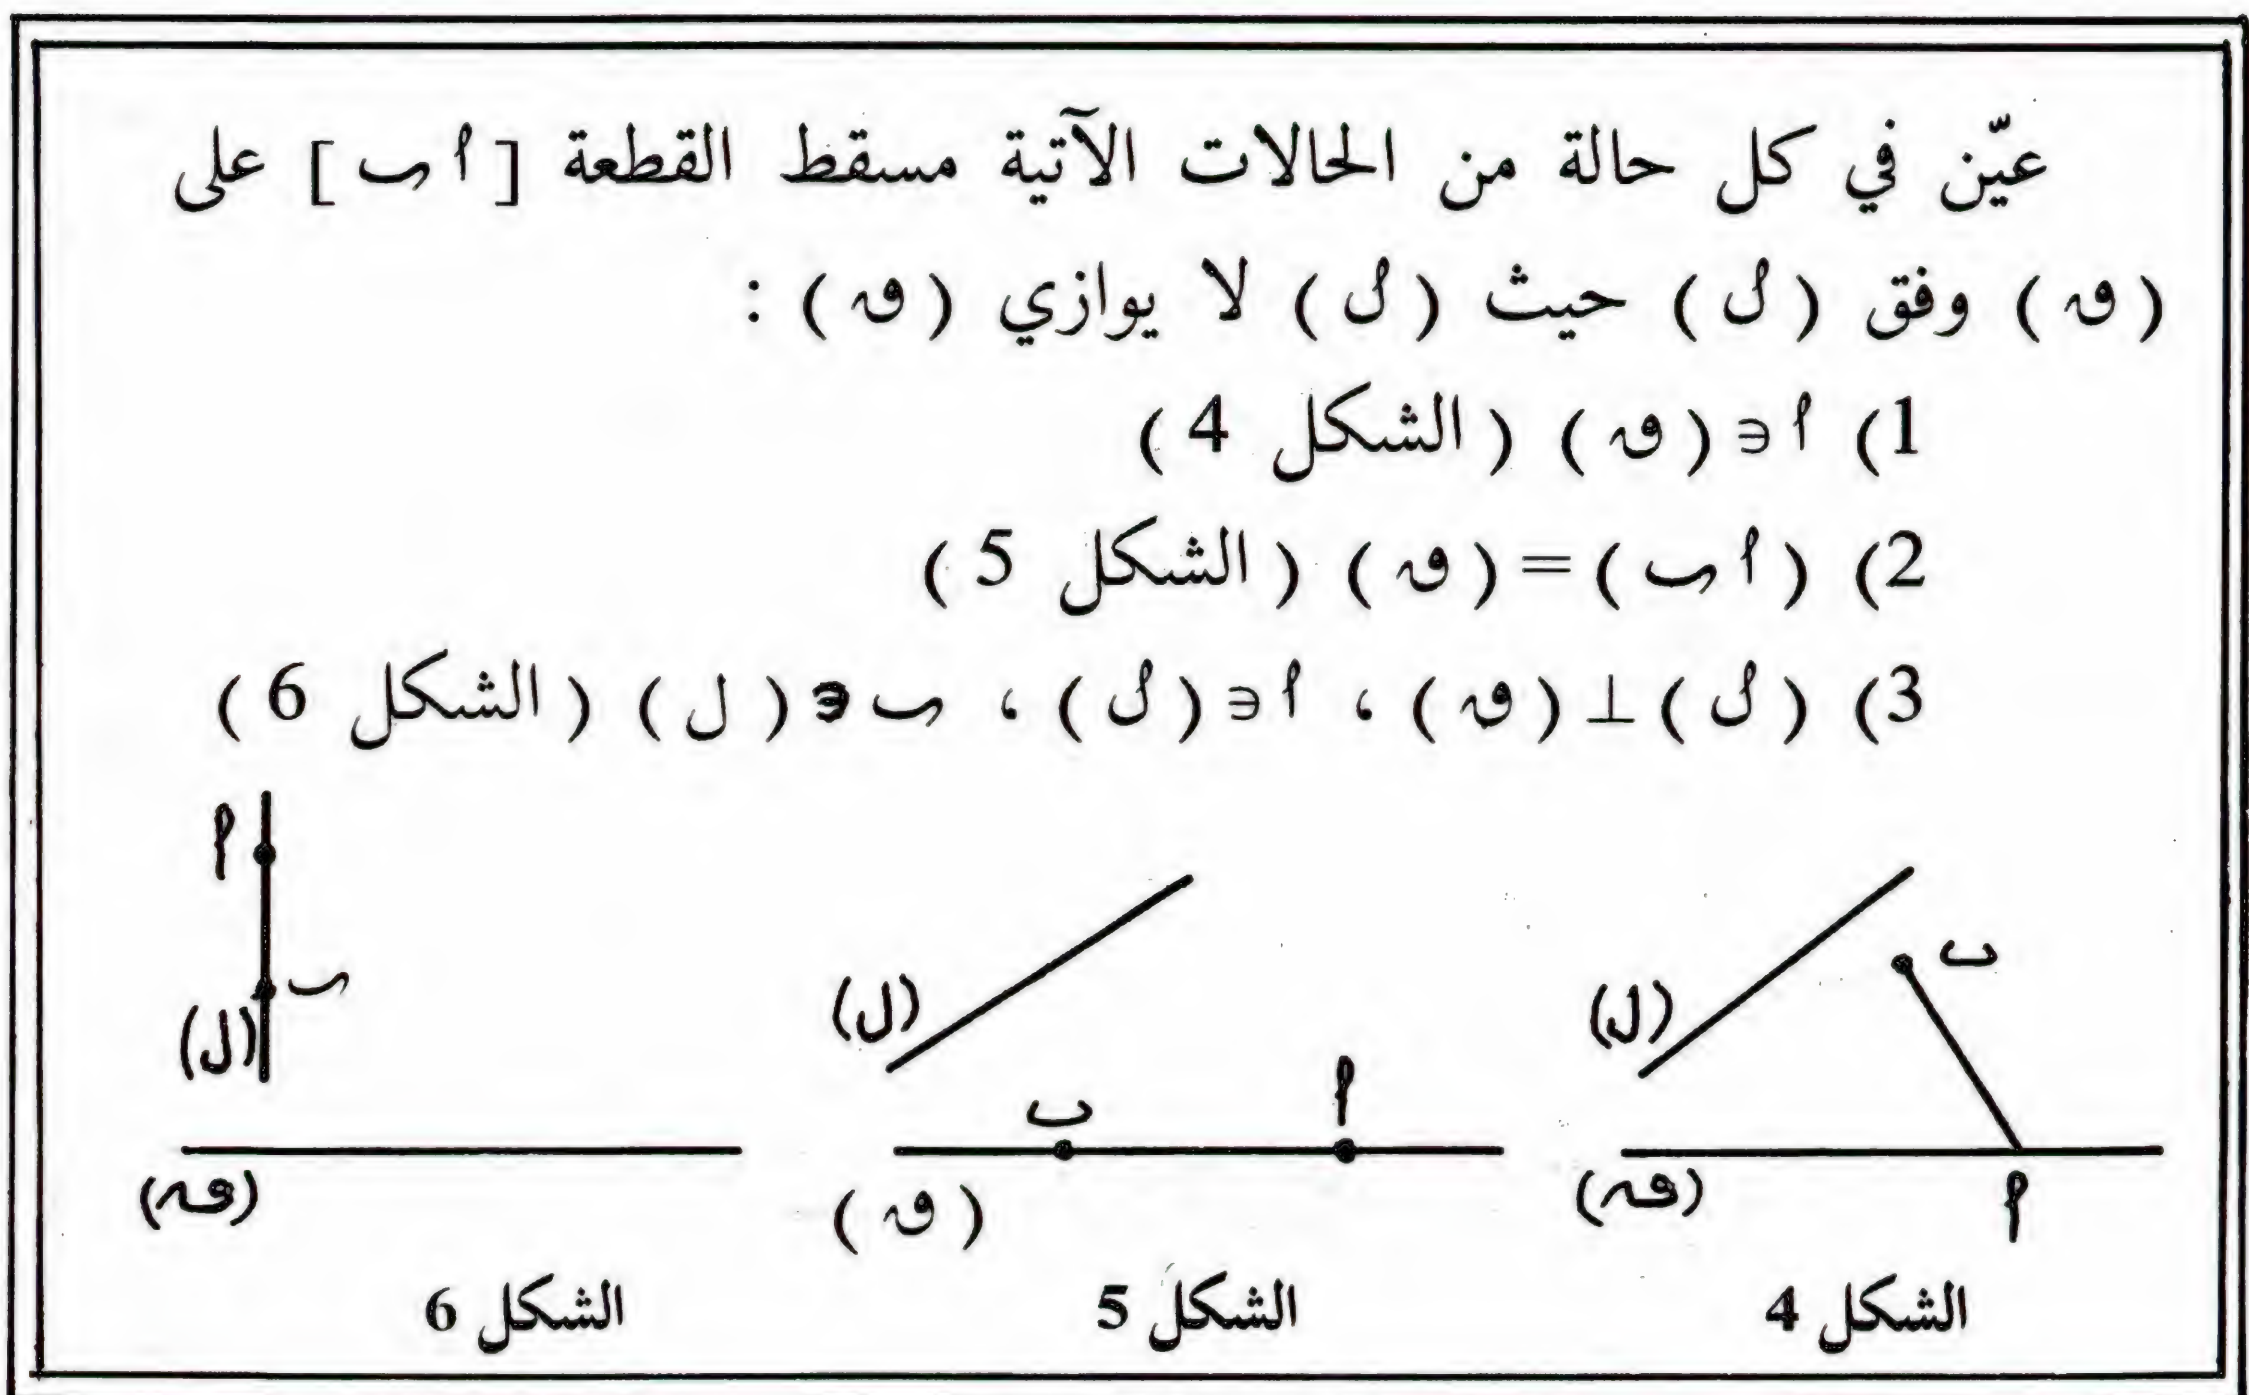 عيّن في كل حالة من الحالات الآتية مسقط القطعة [ أ ب ] على
( ق ) وفق ( ل ) حيث ( ل ) لا يوازي ( ق ) :
1) أ ∈ ( ق ) ( الشكل 4 )
2) ( أ ب ) = ( ق ) ( الشكل 5 )
3) ( ل ) ⊥ ( ق ) ، أ ∈ ( ل ) ، ب ∈ ( ل ) ( الشكل 6 )
ب
(ل)
(ق)
أ
الشكل 4
(ل)
أ
ب
( ق )
الشكل 5
أ
ب
(ل)
(ق)
الشكل 6